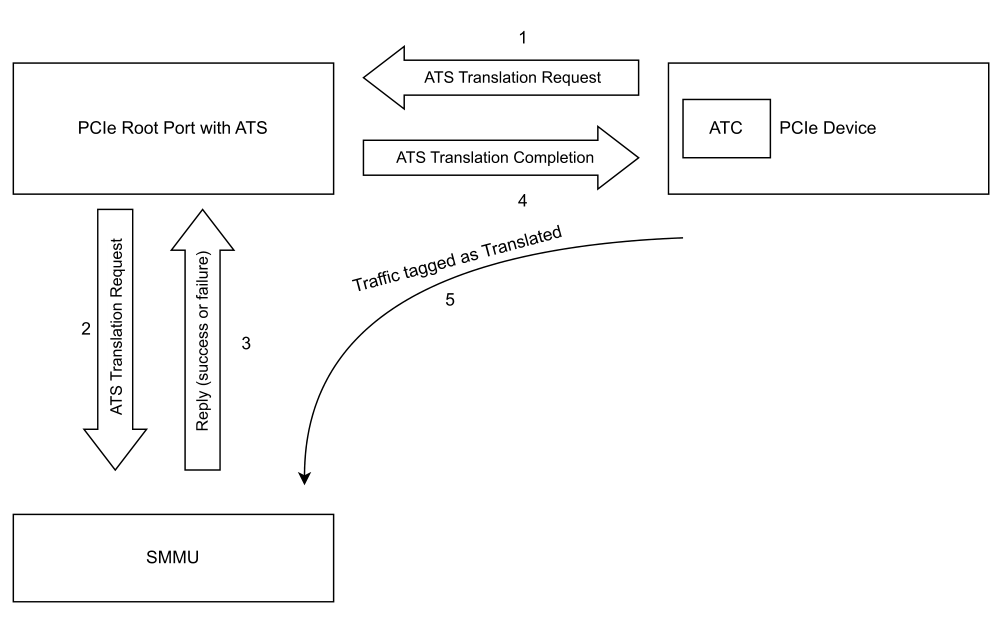 1
ATS Translation Request
PCIe Root Port with ATS
ATC
PCIe Device
ATS Translation Completion
4
Traffic tagged as Translated
5
2
ATS Translation Request
Reply (success or failure)
3
SMMU